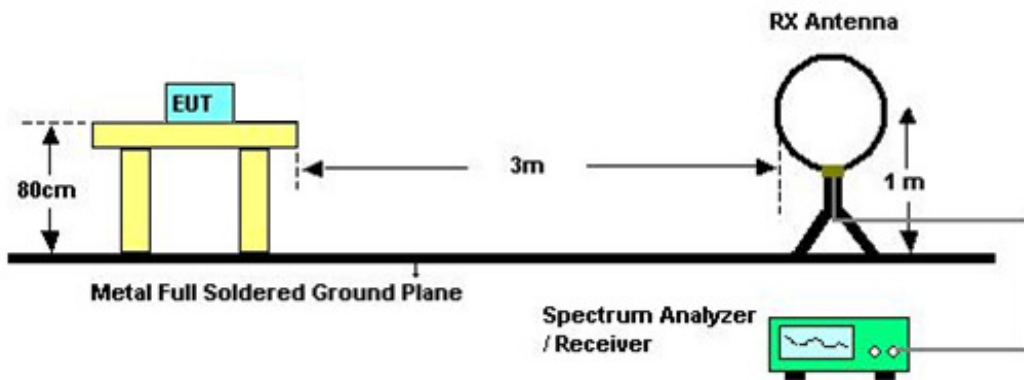 RX Antenna
EUT
80cm
3m
1 m
Metal Full Soldered Ground Plane
Spectrum Analyzer
/ Receiver